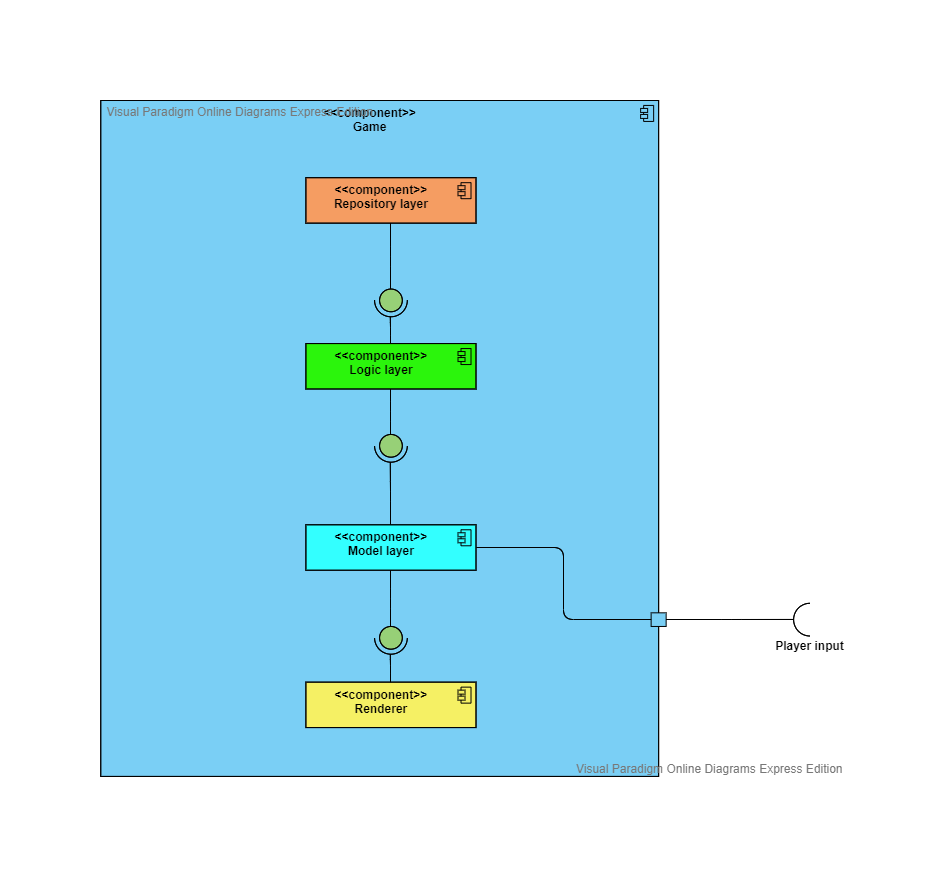 Visual Paradigm Online Diagrams Express Edition
<<component>>
Game
<<component>>
Repository layer
<<component>>
Logic layer
<<component>>
Model layer
Player input
<<component>>
Renderer
Visual Paradigm Online Diagrams Express Edition